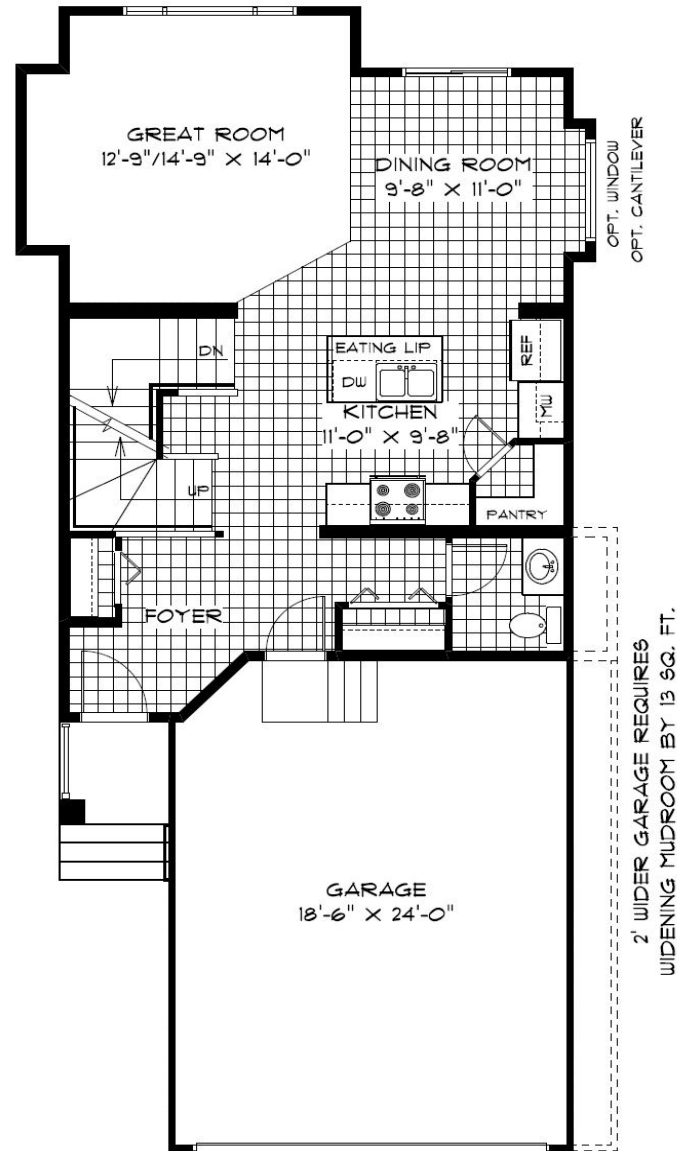 GREAT ROOM
12'-9"/14'-9" X 14'-0"
DINING ROOM
9'-8" X 11'-0"
OPT. WINDOW
OPT. CANTILEVER
DN
EATING LIP
DW
REF
MW
KITCHEN
11'-0" X 9'-8"
UP
PANTRY
FOYER
2' WIDER GARAGE REQUIRES
WIDENING MUDROOM BY 13 SQ. FT.
GARAGE
18'-6" X 24'-0"